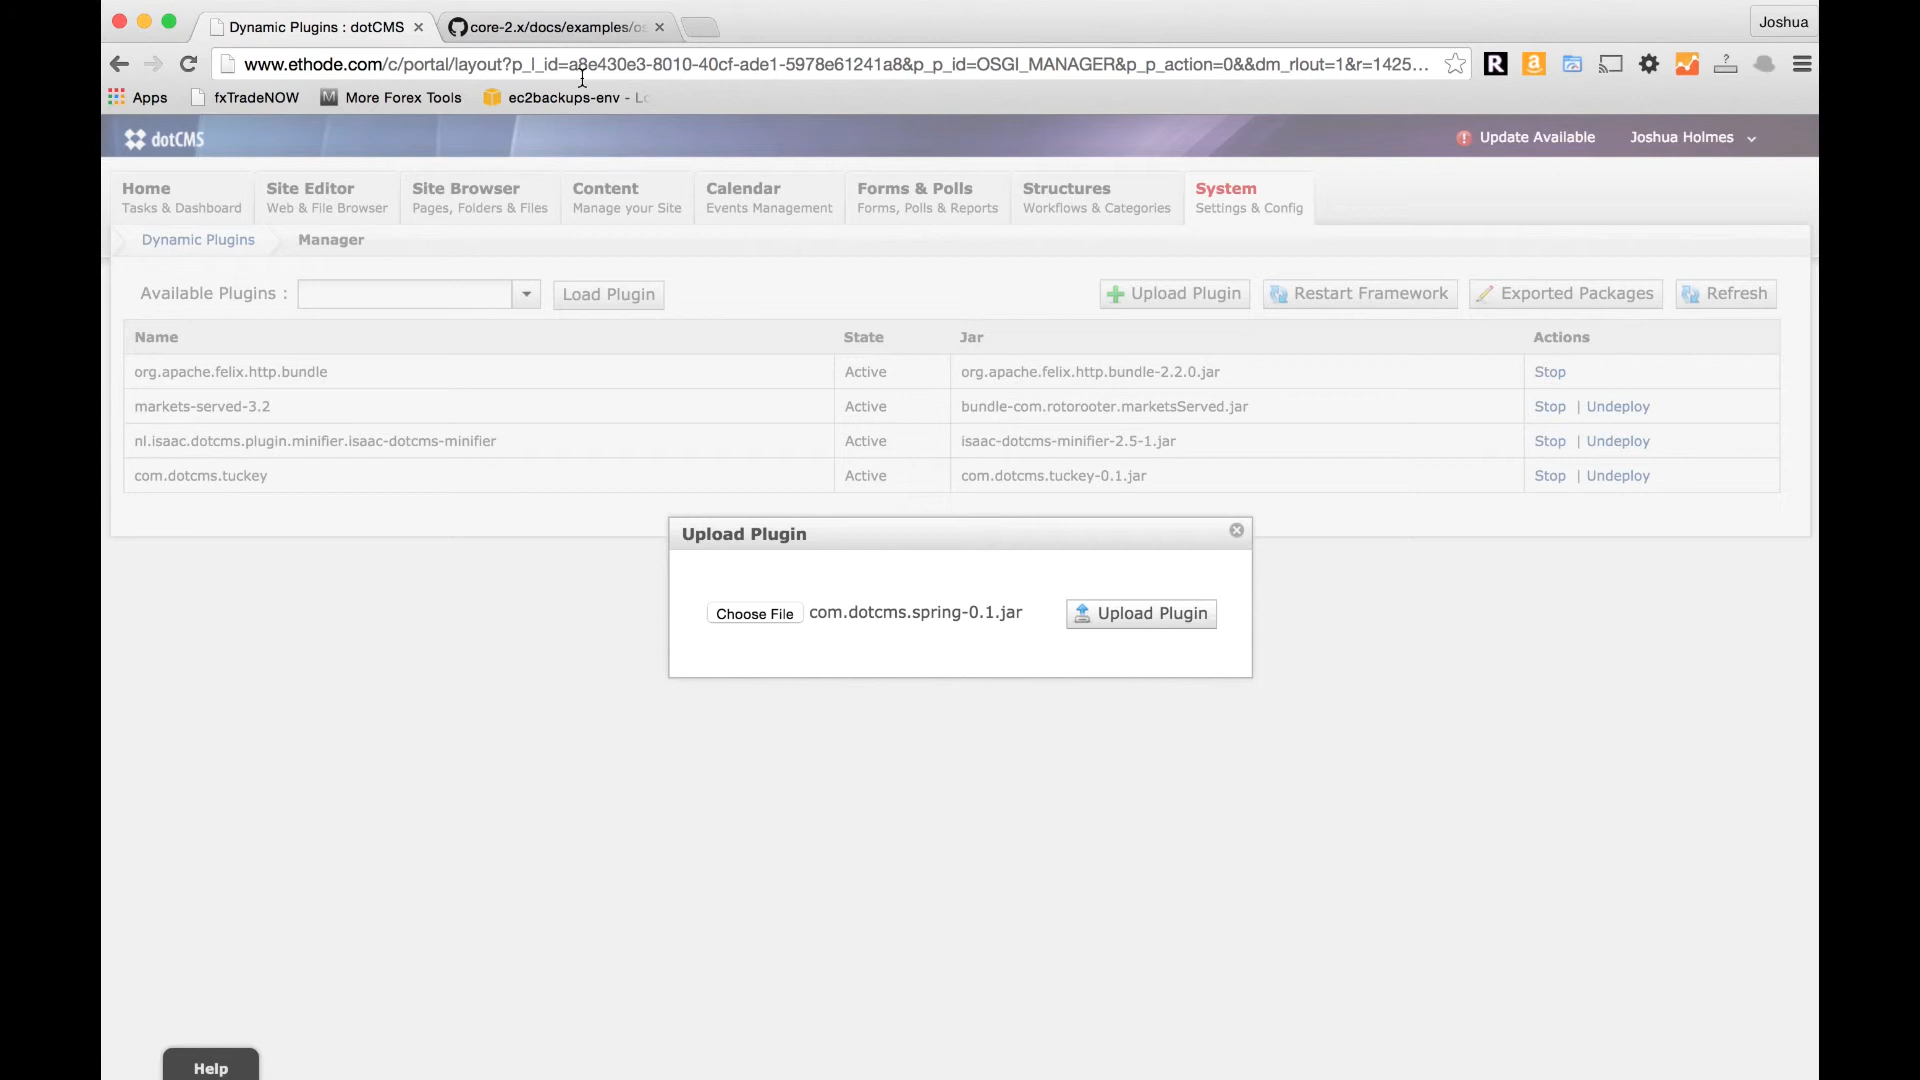 Dynamic Plugins : dotCMS
core-2.x/docs/examples/os
Joshua
www.ethode.com/c/portal/layout?p_l_id=a8e430e3-8010-40cf-ade1-5978e61241a8&p_p_id=OSGI_MANAGER&p_p_action=0&&dm_rlout=1&r=1425...
Apps fxTradeNOW M More Forex Tools ec2backups-env - Lo
dotCMS Update Available Joshua Holmes
Home Site Editor Site Browser Content Calendar Forms & Polls Structures System
Tasks & Dashboard Web & File Browser Pages, Folders & Files Manage your Site Events Management Forms, Polls & Reports Workflows & Categories Settings & Config
Dynamic Plugins Manager
Available Plugins : Load Plugin Upload Plugin Restart Framework Exported Packages Refresh
Name State Jar Actions
org.apache.felix.http.bundle Active org.apache.felix.http.bundle-2.2.0.jar Stop
markets-served-3.2 Active bundle-com.rotorooter.marketsServed.jar Stop | Undeploy
nl.isaac.dotcms.plugin.minifier.isaac-dotcms-minifier Active isaac-dotcms-minifier-2.5-1.jar Stop | Undeploy
com.dotcms.tuckey Active com.dotcms.tuckey-0.1.jar Stop | Undeploy
Upload Plugin
Choose File com.dotcms.spring-0.1.jar Upload Plugin
Help